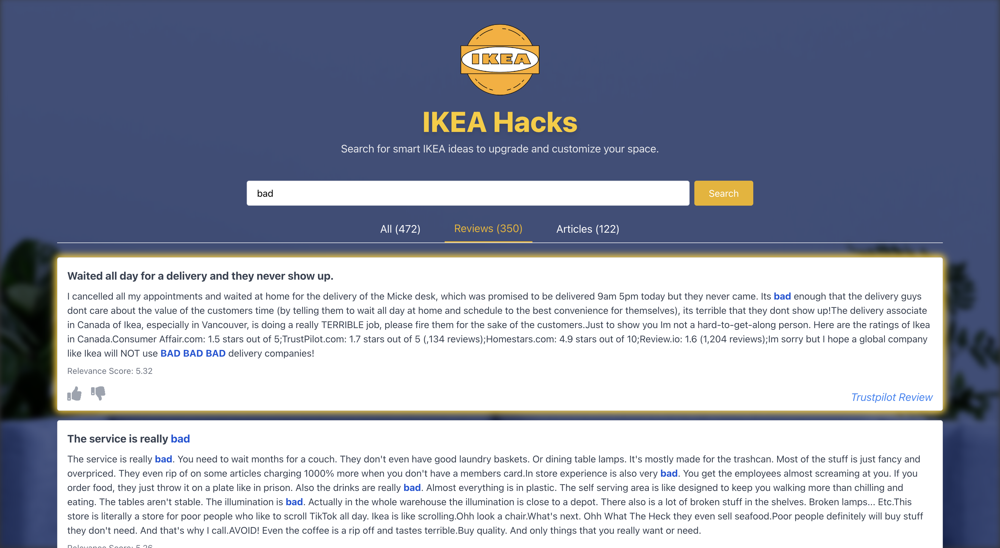 IKEA
IKEA Hacks
Search for smart IKEA ideas to upgrade and customize your space.
bad
Search
All (472)
Reviews (350)
Articles (122)
Waited all day for a delivery and they never show up.
I cancelled all my appointments and waited at home for the delivery of the Micke desk, which was promised to be delivered 9am 5pm today but they never came. Its bad enough that the delivery guys
dont care about the value of the customers time (by telling them to wait all day at home and schedule to the best convenience for themselves), its terrible that they dont show up!The delivery associate
in Canada of Ikea, especially in Vancouver, is doing a really TERRIBLE job, please fire them for the sake of the customers.Just to show you Im not a hard-to-get-along person. Here are the ratings of Ikea
in Canada.Consumer Affair.com: 1.5 stars out of 5;TrustPilot.com: 1.7 stars out of 5 (,134 reviews);Homestars.com: 4.9 stars out of 10;Review.io: 1.6 (1,204 reviews);Im sorry but I hope a global company
like Ikea will NOT use BAD BAD BAD delivery companies!
Relevance Score: 5.32
Trustpilot Review
The service is really bad
The service is really bad. You need to wait months for a couch. They don't even have good laundry baskets. Or dining table lamps. It's mostly made for the trashcan. Most of the stuff is just fancy and
overpriced. They even rip of on some articles charging 1000% more when you don't have a members card.In store experience is also very bad. You get the employees almost screaming at you. If you
order food, they just throw it on a plate like in prison. Also the drinks are really bad. Almost everything is in plastic. The self serving area is like designed to keep you walking more than chilling and
eating. The tables aren't stable. The illumination is bad. Actually in the whole warehouse the illumination is close to a depot. There also is a lot of broken stuff in the shelves. Broken lamps... Etc.This
store is literally a store for poor people who like to scroll TikTok all day. Ikea is like scrolling.Ohh look a chair.What's next. Ohh What The Heck they even sell seafood.Poor people definitely will buy stuff
they don't need. And that's why I call.AVOID! Even the coffee is a rip off and tastes terrible.Buy quality. And only things that you really want or need.
Relevance Score: 5.26